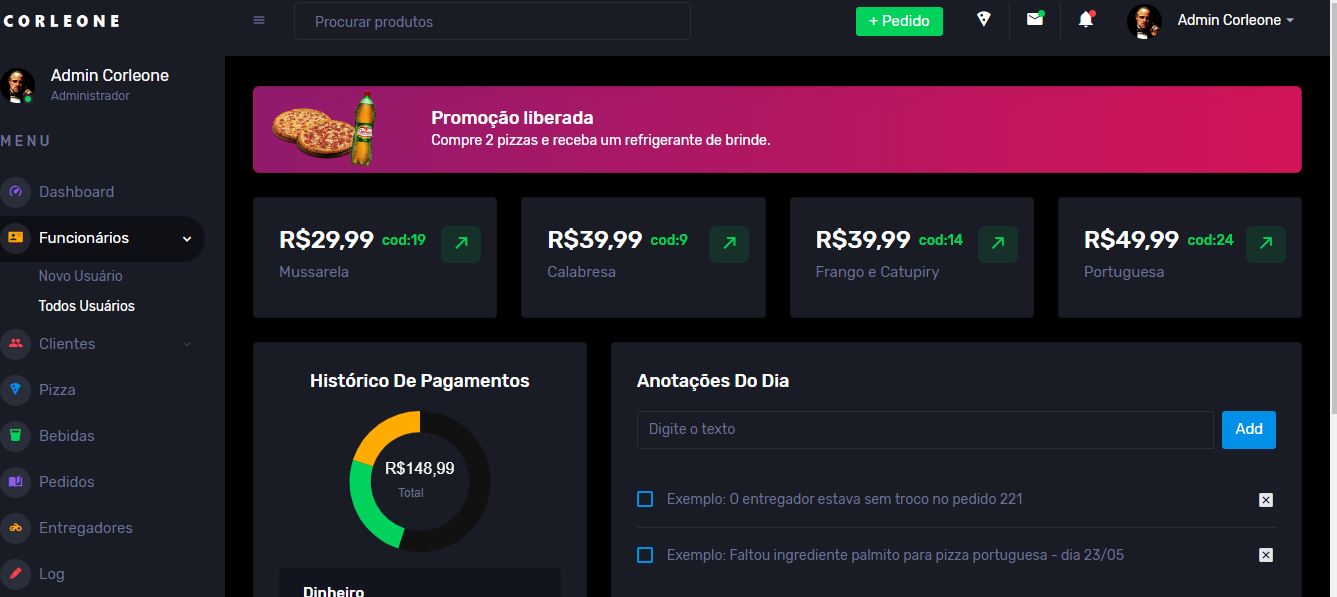 CORLEONE
Procurar produtos
+ Pedido
Admin Corleone
Admin Corleone
Administrador
MENU
Dashboard
Funcionários
Novo Usuário
Todos Usuários
Clientes
Pizza
Bebidas
Pedidos
Entregadores
Log
Promoção liberada
Compre 2 pizzas e receba um refrigerante de brinde.
R$29,99 cod:19
Mussarela
R$39,99 cod:9
Calabresa
R$39,99 cod:14
Frango e Catupiry
R$49,99 cod:24
Portuguesa
Histórico De Pagamentos
R$148,99
Total
Dinheiro
Anotações Do Dia
Digite o texto
Add
Exemplo: O entregador estava sem troco no pedido 221
Exemplo: Faltou ingrediente palmito para pizza portuguesa - dia 23/05